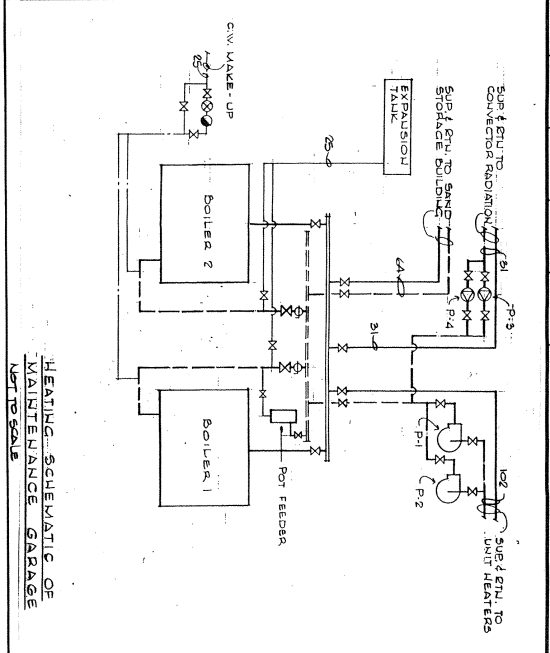 C.W. MAKE-UP
25
EXPANSION
TANK
SUP. & RTN. TO SAND
STORAGE BUILDING
SUP. & RTN. TO
CONVECTOR RADIATION
31
P-3
P-4
25
64
31
BOILER 2
P-1
P-2
102
SUP. & RTN. TO
UNIT HEATERS
BOILER 1
POT FEEDER
HEATING SCHEMATIC OF
MAINTENANCE GARAGE
NOT TO SCALE